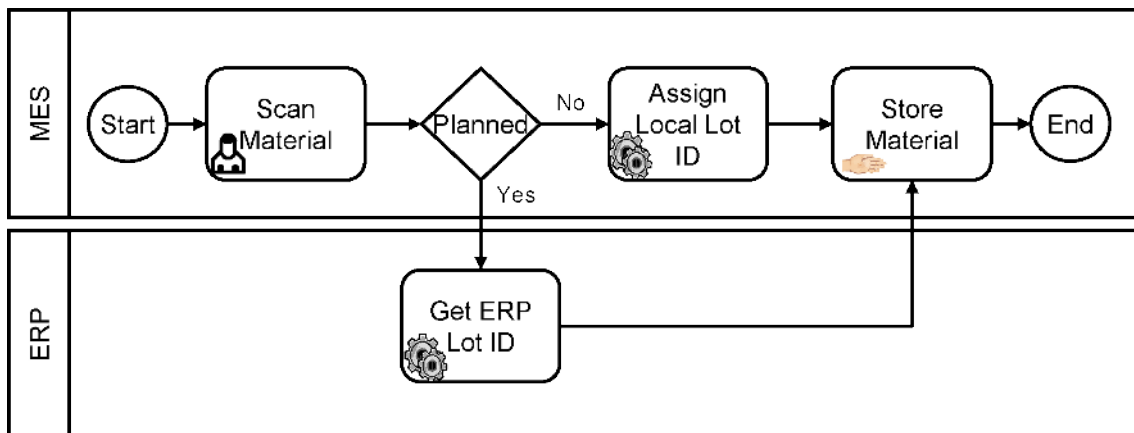 MES
Start
Scan
Material
Planned
No
Yes
Assign
Local Lot
ID
Store
Material
End
ERP
Get ERP
Lot ID